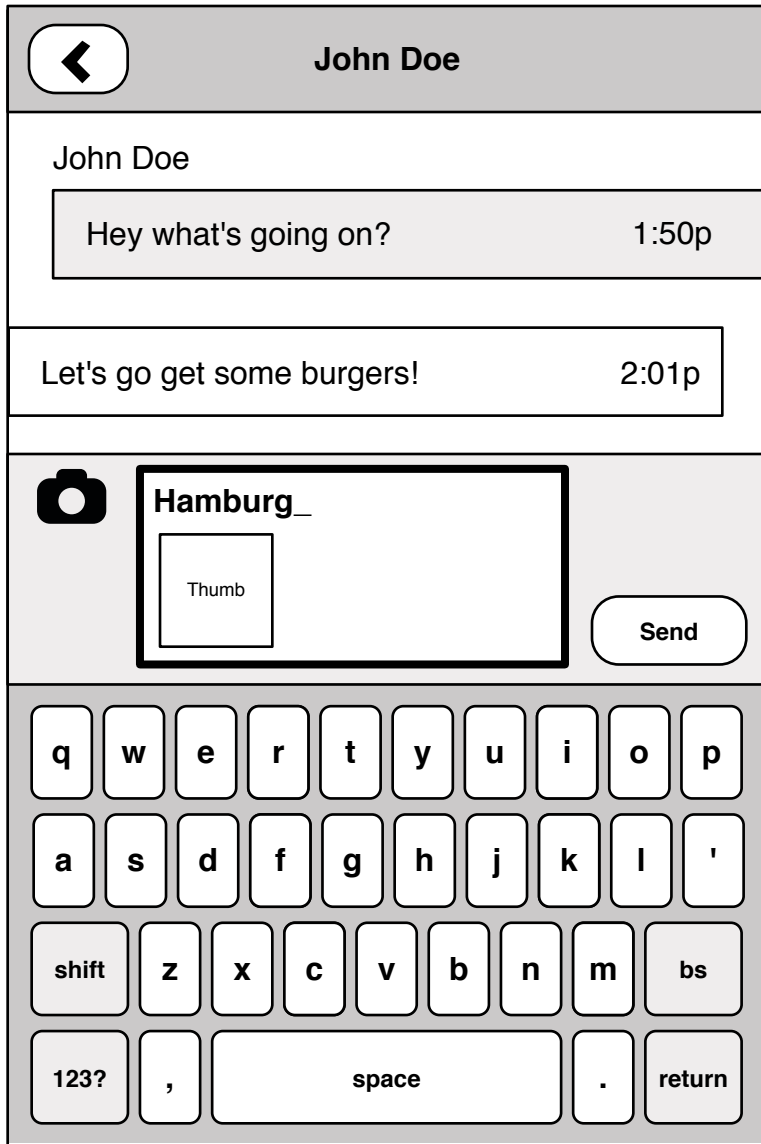 John Doe
John Doe
Hey what's going on? 1:50p
Let's go get some burgers! 2:01p
Hamburg_
Thumb
Send
q w e r t y u i o p
a s d f g h j k l '
shift z x c v b n m bs
123? , space . return